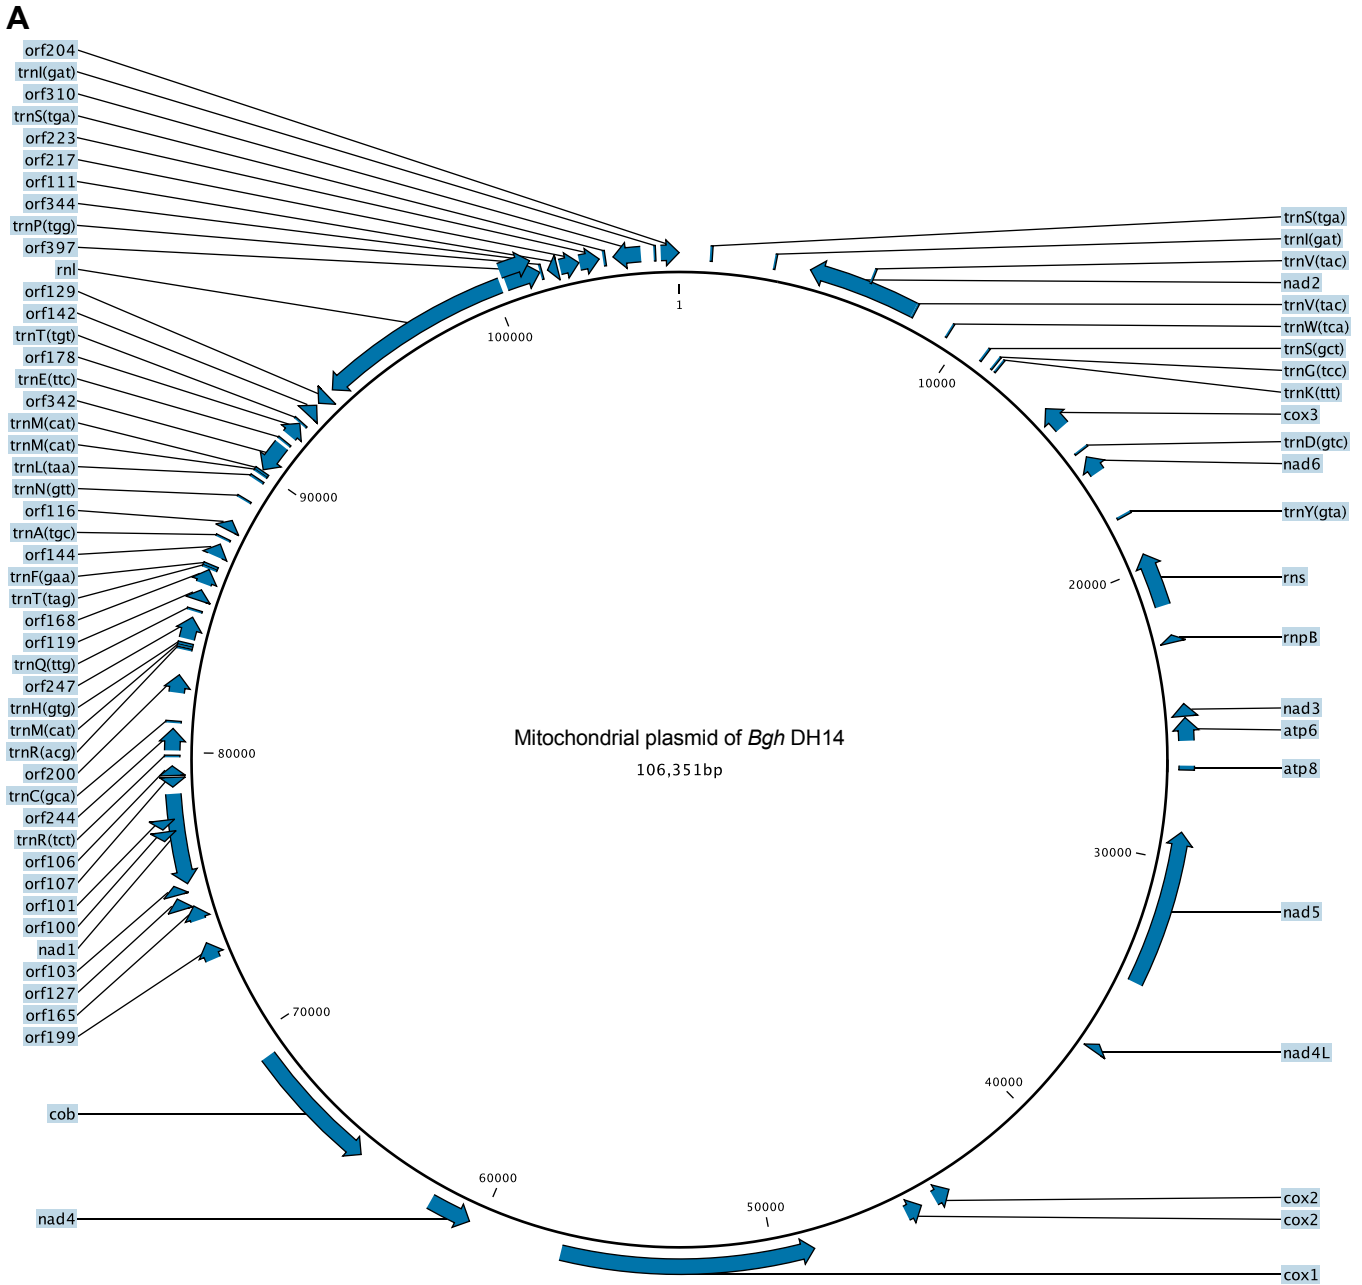 A
orf204
trnI(gat)
orf310
trnS(tga)
orf223
orf217
orf111
orf344
trnP(tgg)
orf397
rnl
orf129
orf142
trnT(tgt)
orf178
trnE(ttc)
orf342
trnM(cat)
trnM(cat)
trnL(taa)
trnN(gtt)
orf116
trnA(tgc)
orf144
trnF(gaa)
trnT(tag)
orf168
orf119
trnQ(ttg)
orf247
trnH(gtg)
trnM(cat)
trnR(acg)
orf200
trnC(gca)
orf244
trnR(tct)
orf106
orf107
orf101
orf100
nad1
orf103
orf127
orf165
orf199
cob
nad4
trnS(tga)
trnI(gat)
trnV(tac)
nad2
trnV(tac)
trnW(tca)
trnS(gct)
trnG(tcc)
trnK(ttt)
cox3
trnD(gtc)
nad6
trnY(gta)
rns
rnpB
nad3
atp6
atp8
nad5
nad4L
cox2
cox2
cox1
1
10000
20000
30000
40000
50000
60000
70000
80000
90000
100000
Mitochondrial plasmid of Bgh DH14
106,351bp